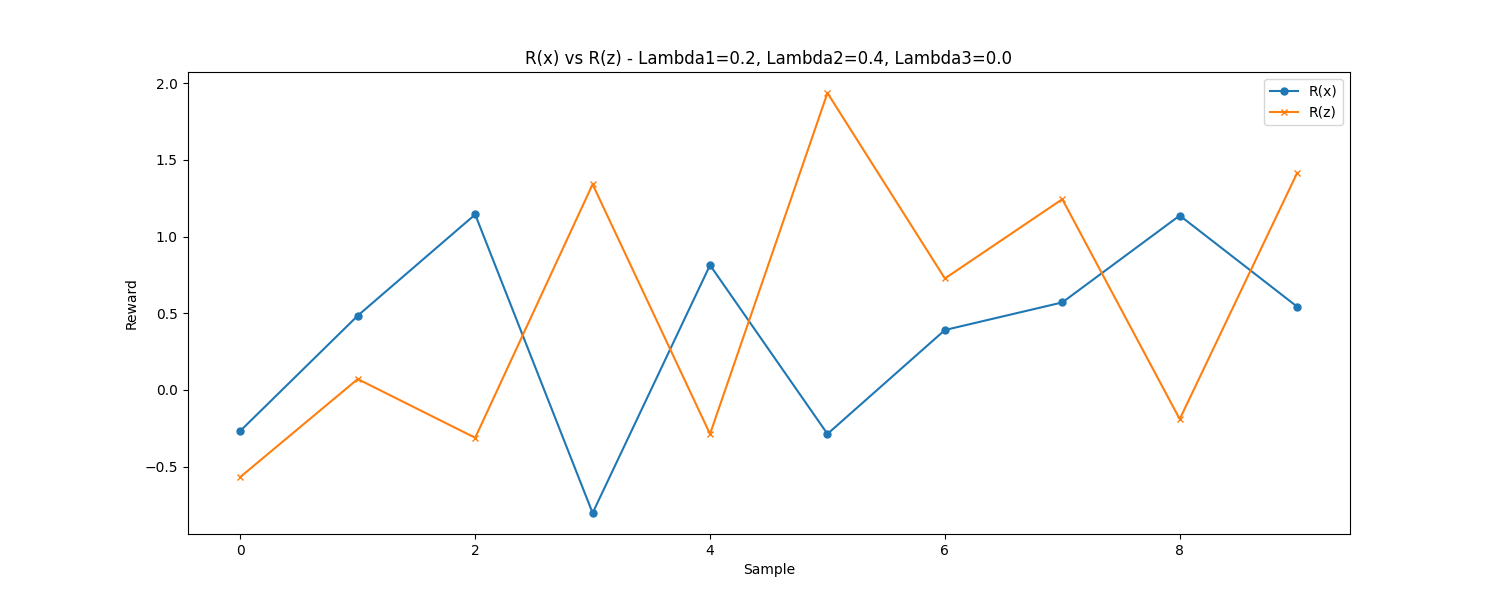 R(x) vs R(z) - Lambda1=0.2, Lambda2=0.4, Lambda3=0.0
R(x)
R(z)
2.0
1.5
1.0
0.5
0.0
−0.5
Reward
0 2 4 6 8
Sample